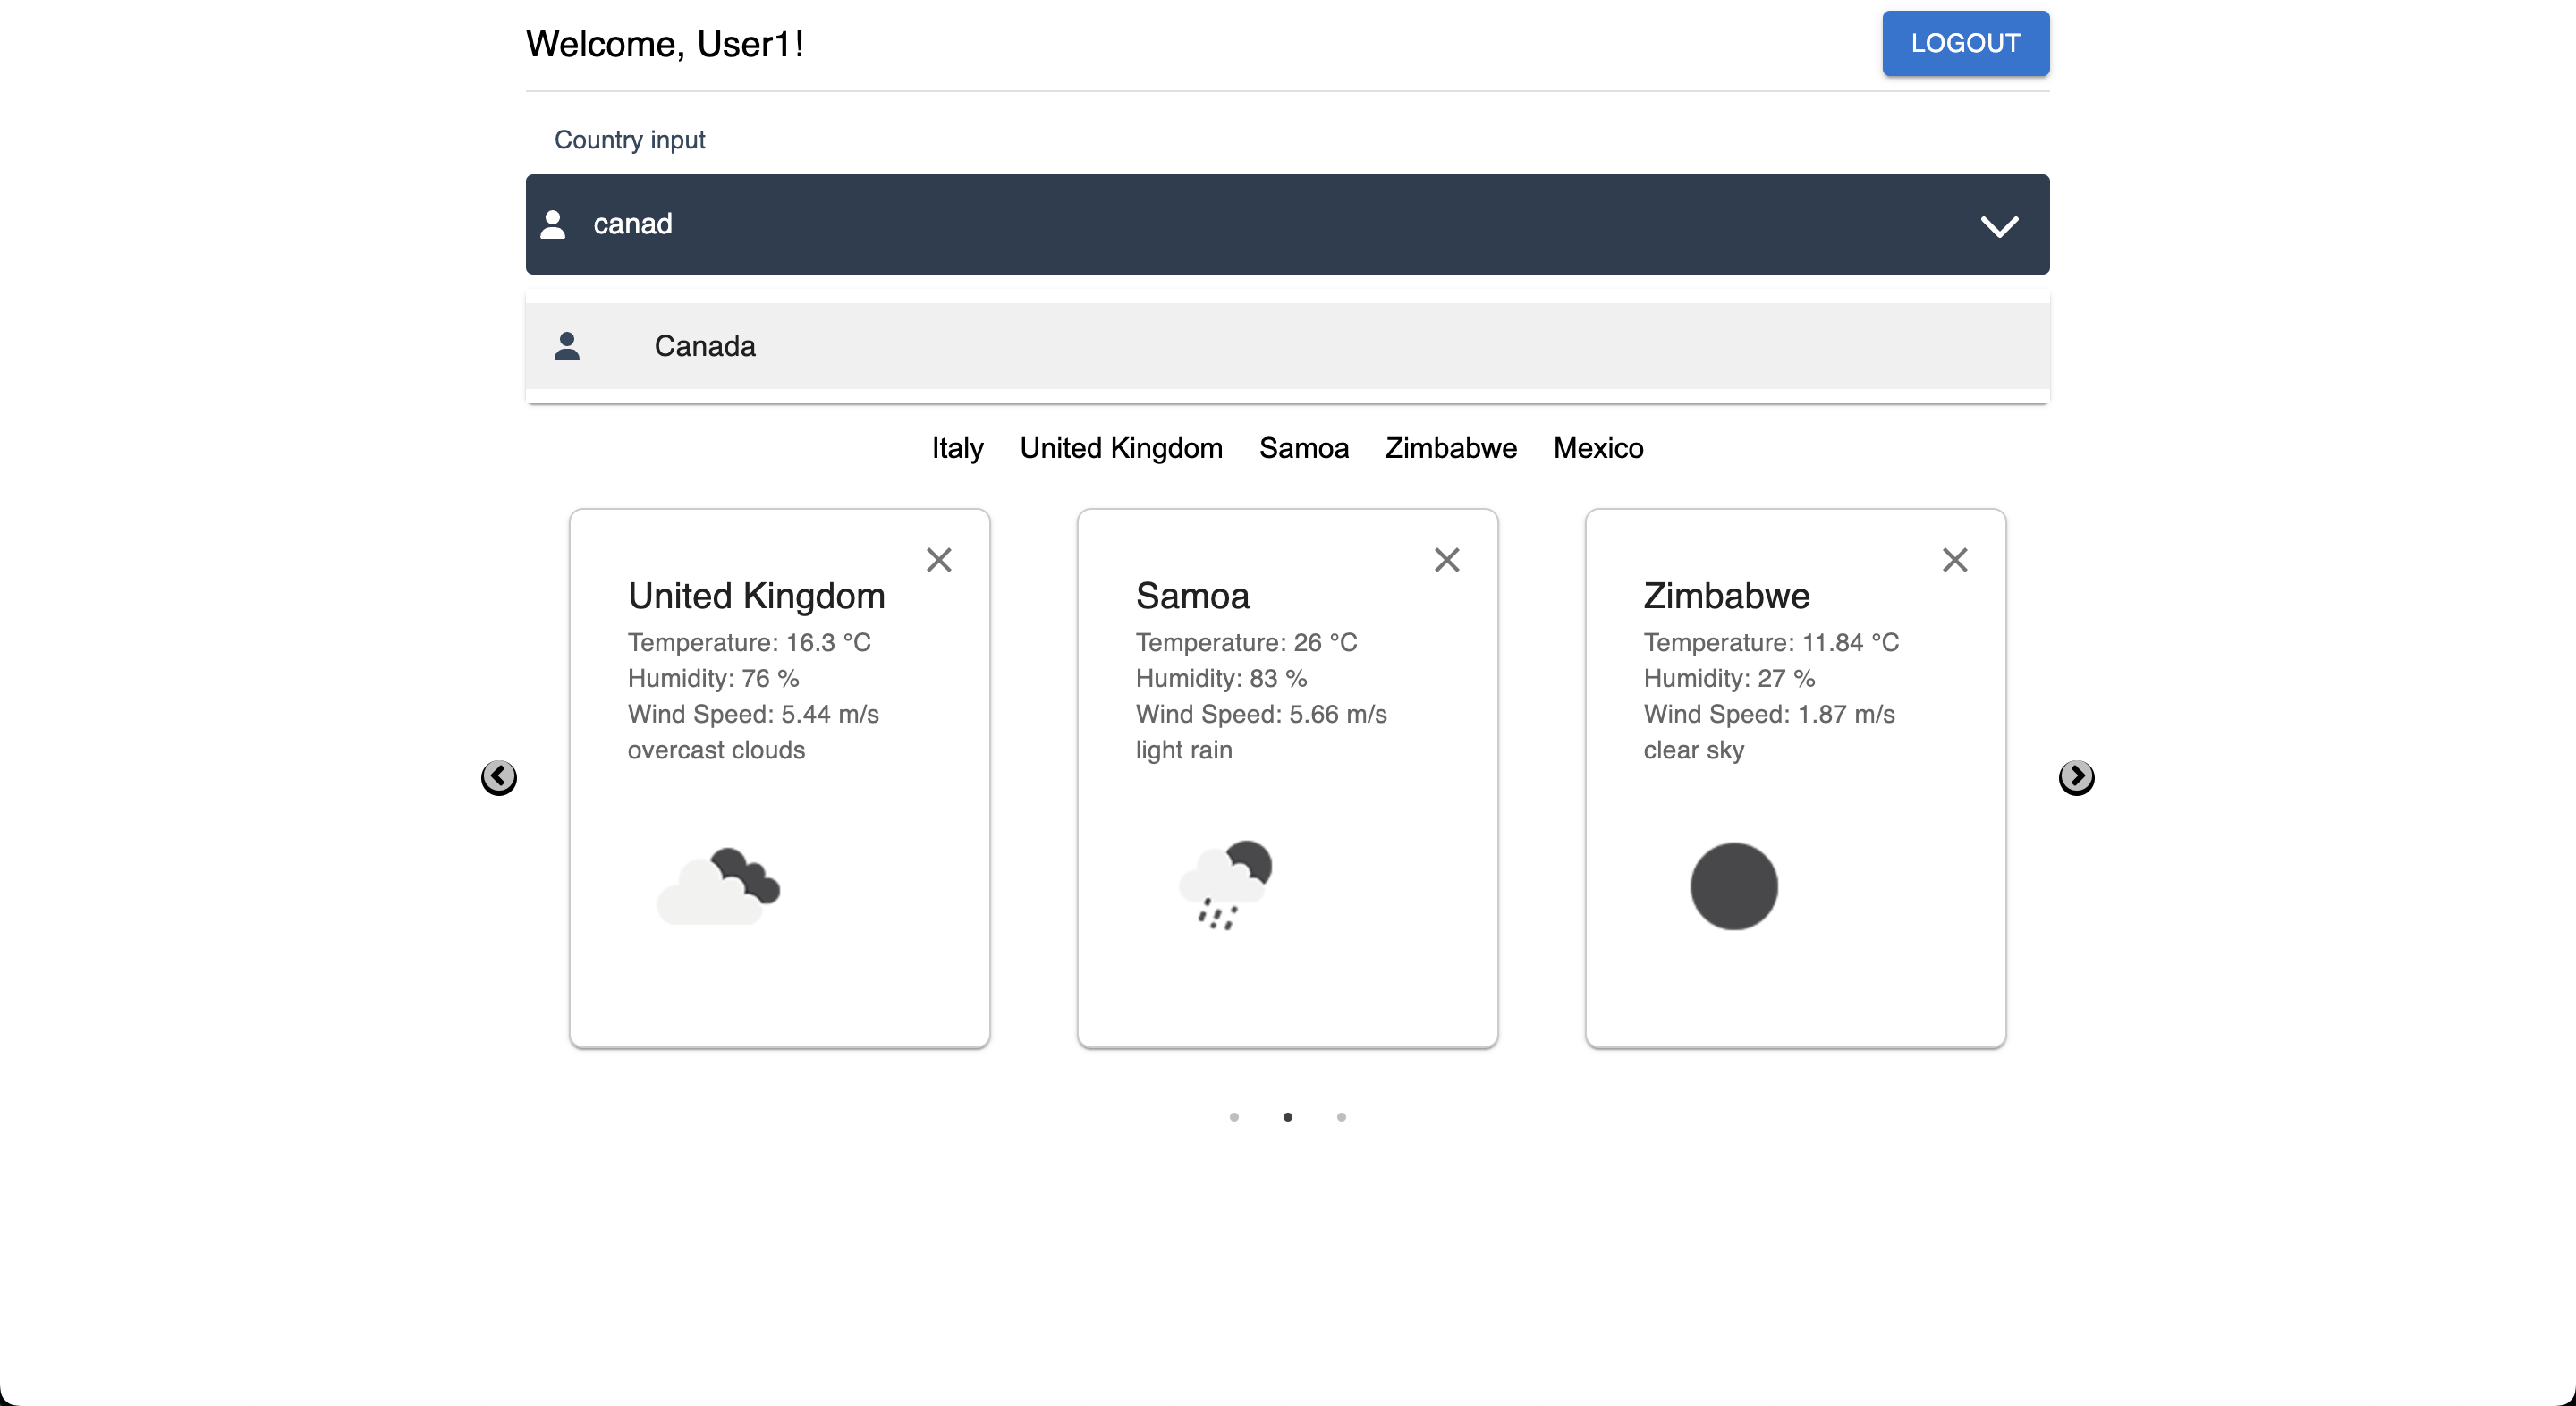 Welcome, User1!
LOGOUT
Country input
canad
Canada
Italy United Kingdom Samoa Zimbabwe Mexico
United Kingdom
Temperature: 16.3 °C
Humidity: 76 %
Wind Speed: 5.44 m/s
overcast clouds
Samoa
Temperature: 26 °C
Humidity: 83 %
Wind Speed: 5.66 m/s
light rain
Zimbabwe
Temperature: 11.84 °C
Humidity: 27 %
Wind Speed: 1.87 m/s
clear sky